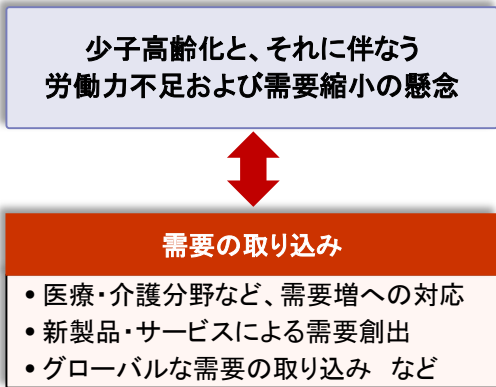 少子高齢化と、それに伴なう
労働力不足および需要縮小の懸念
需要の取り込み
• 医療・介護分野など、需要増への対応
• 新製品・サービスによる需要創出
• グローバルな需要の取り込み　など